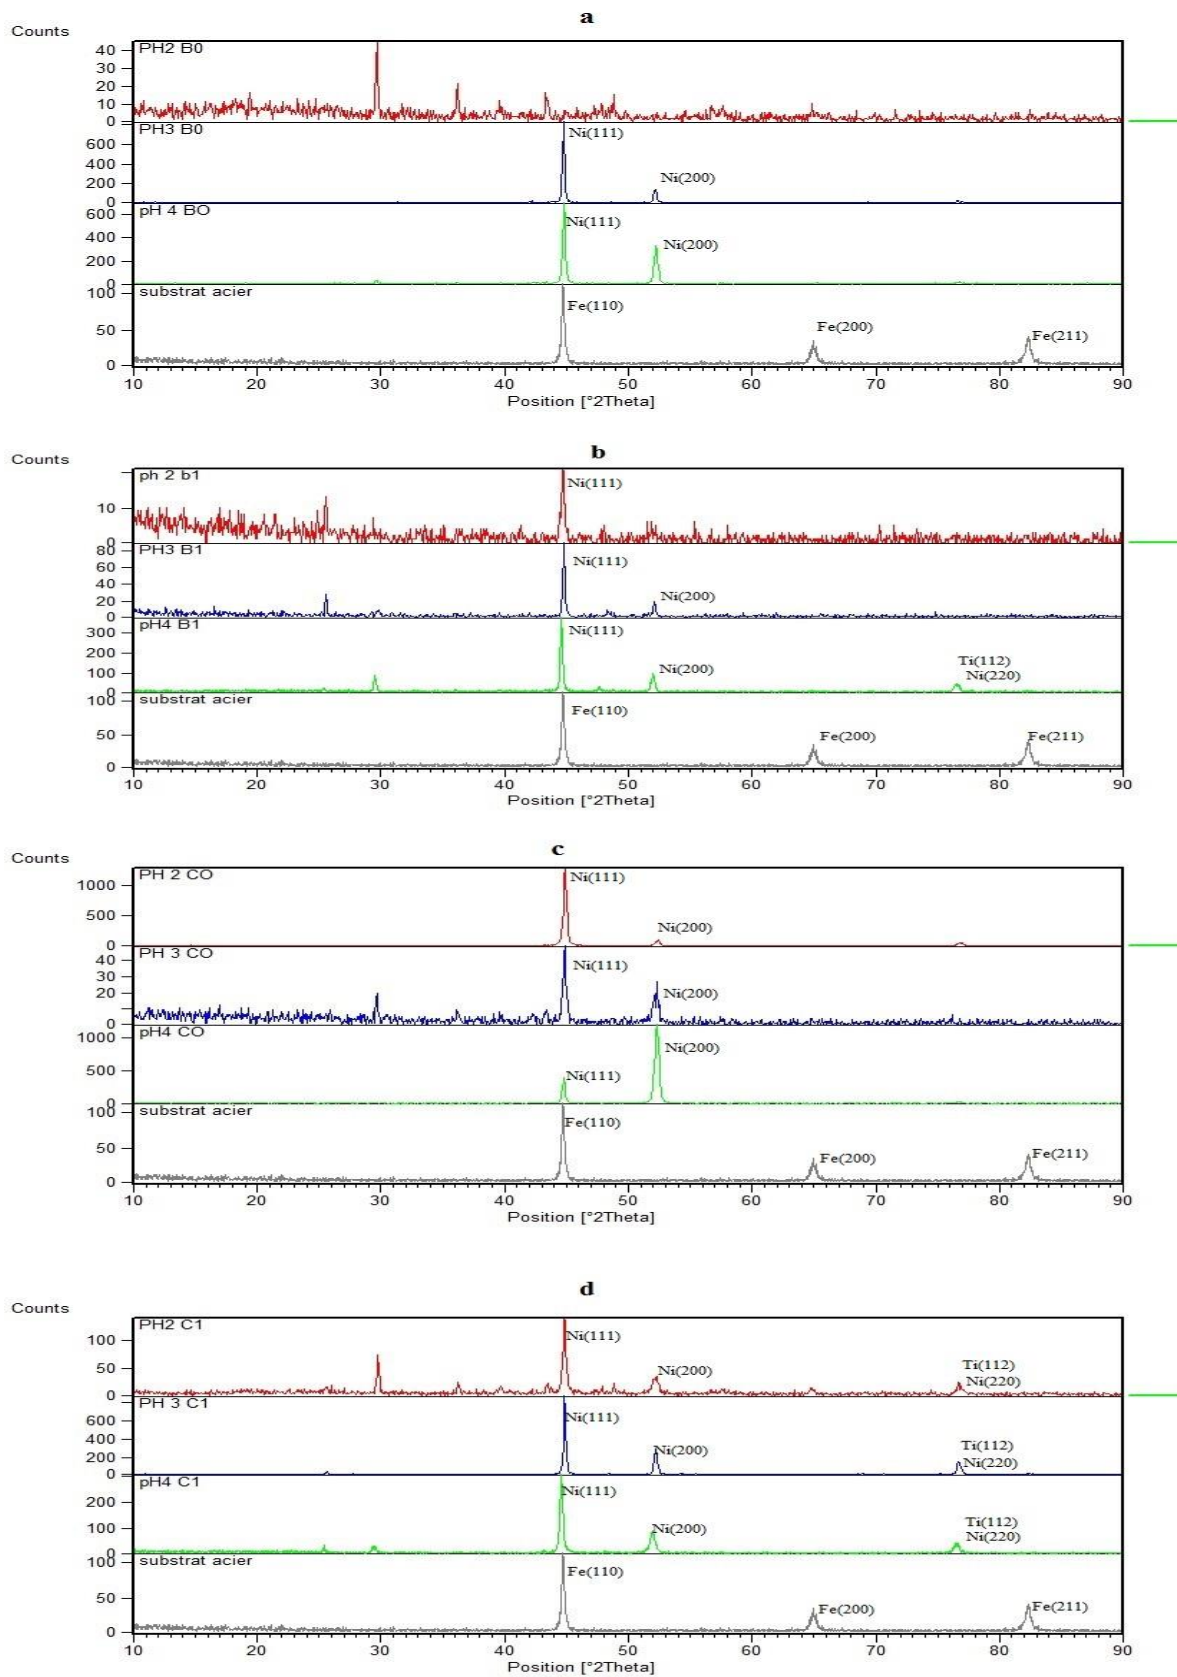 a
Counts
PH2 B0
40
30
20
10
0
PH3 B0
Ni(111)
600
400
Ni(200)
200
0
pH 4 BO
600
Ni(111)
400
Ni(200)
200
0
substrat acier
100
Fe(110)
Fe(200)
Fe(211)
50
0
10 20 30 40 50 60 70 80 90
Position [°2Theta]
b
Counts
ph 2 b1
Ni(111)
10
0
PH3 B1
80
Ni(111)
60
40
Ni(200)
20
0
pH4 B1
Ni(111)
300
200
Ni(200)
Ti(112)
Ni(220)
100
0
substrat acier
100
Fe(110)
Fe(200)
Fe(211)
50
0
10 20 30 40 50 60 70 80 90
Position [°2Theta]
c
Counts
PH 2 CO
Ni(111)
1000
500
Ni(200)
0
PH 3 CO
40
Ni(111)
30
20
Ni(200)
0
pH4 CO
1000
Ni(200)
500
Ni(111)
0
substrat acier
100
Fe(110)
50
Fe(200)
Fe(211)
0
10 20 30 40 50 60 70 80 90
Position [°2Theta]
d
Counts
PH2 C1
Ni(111)
100
50
Ni(200)
Ti(112)
Ni(220)
0
PH 3 C1
Ni(111)
600
400
Ni(200)
Ti(112)
200
Ni(220)
0
pH4 C1
Ni(111)
200
100
Ni(200)
Ti(112)
Ni(220)
0
substrat acier
100
Fe(110)
50
Fe(200)
Fe(211)
0
10 20 30 40 50 60 70 80 90
Position [°2Theta]